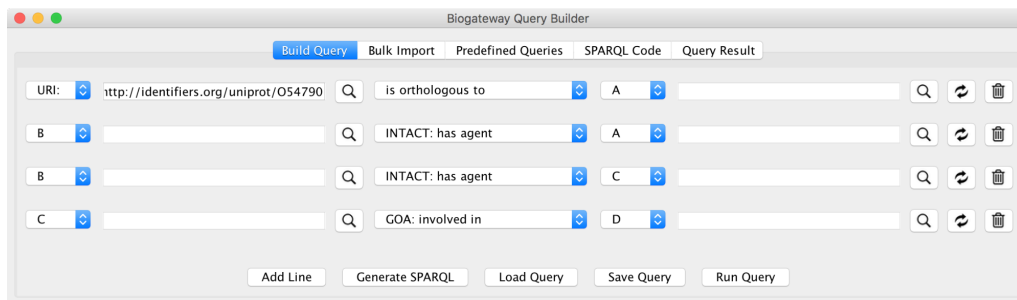 Biogateway Query Builder
Build Query Bulk Import Predefined Queries SPARQL Code Query Result
URI: http://identifiers.org/uniprot/O54790 is orthologous to A
B INTACT: has agent A
B INTACT: has agent C
C GOA: involved in D
Add Line Generate SPARQL Load Query Save Query Run Query